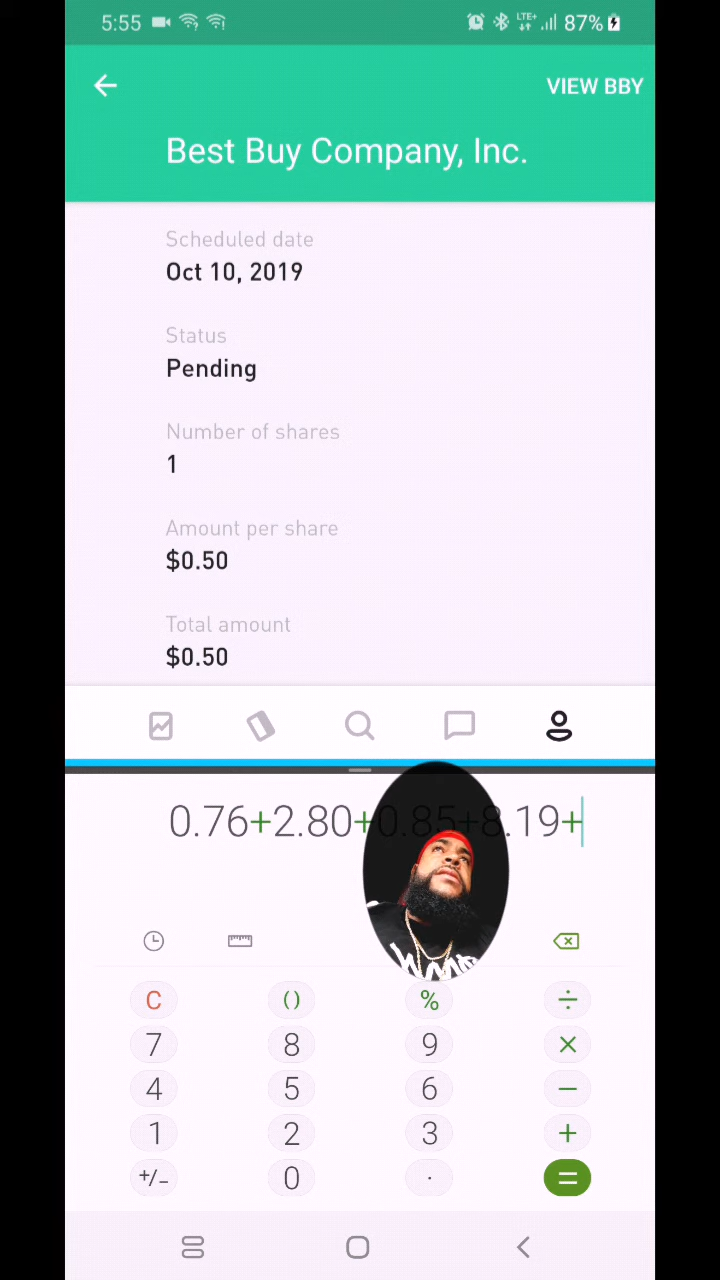 5:55 LTE+ 87%
VIEW BBY
Best Buy Company, Inc.
Scheduled date
Oct 10, 2019
Status
Pending
Number of shares
1
Amount per share
$0.50
Total amount
$0.50
0.76+2.80+0.85+8.19+
C () % ÷
7 8 9 ×
4 5 6 −
1 2 3 +
+/− 0 . =